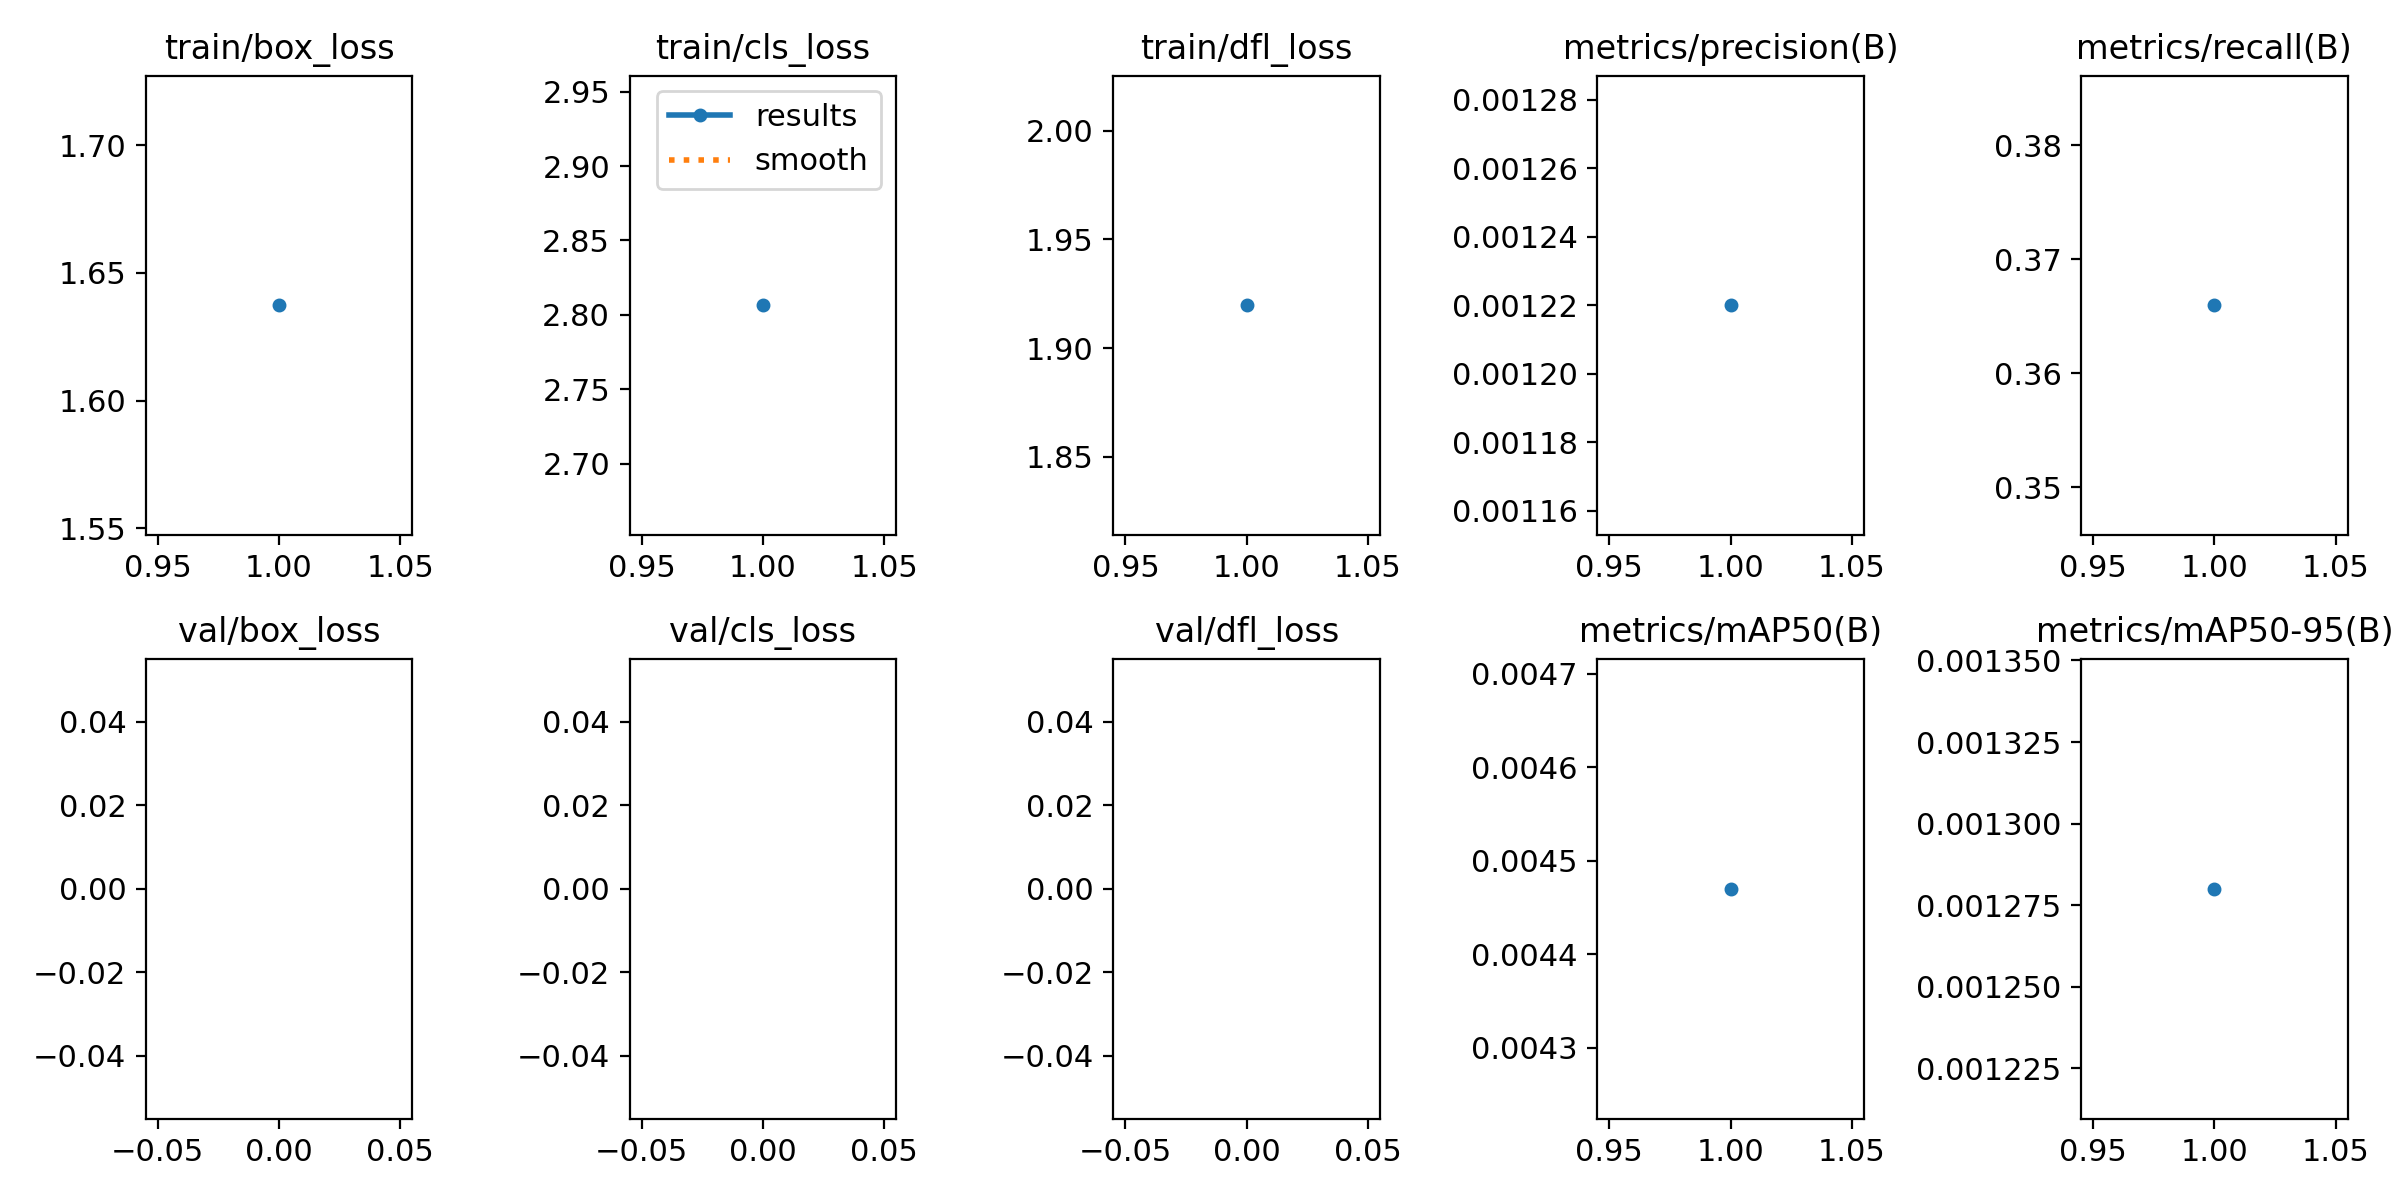 train/box_loss
1.70
1.65
1.60
1.55
0.95 1.00 1.05
train/cls_loss
2.95
2.90
2.85
2.80
2.75
2.70
results
smooth
0.95 1.00 1.05
train/dfl_loss
2.00
1.95
1.90
1.85
0.95 1.00 1.05
metrics/precision(B)
0.00128
0.00126
0.00124
0.00122
0.00120
0.00118
0.00116
0.95 1.00 1.05
metrics/recall(B)
0.38
0.37
0.36
0.35
0.95 1.00 1.05
val/box_loss
0.04
0.02
0.00
−0.02
−0.04
−0.05 0.00 0.05
val/cls_loss
0.04
0.02
0.00
−0.02
−0.04
−0.05 0.00 0.05
val/dfl_loss
0.04
0.02
0.00
−0.02
−0.04
−0.05 0.00 0.05
metrics/mAP50(B)
0.0047
0.0046
0.0045
0.0044
0.0043
0.95 1.00 1.05
metrics/mAP50-95(B)
0.001350
0.001325
0.001300
0.001275
0.001250
0.001225
0.95 1.00 1.05